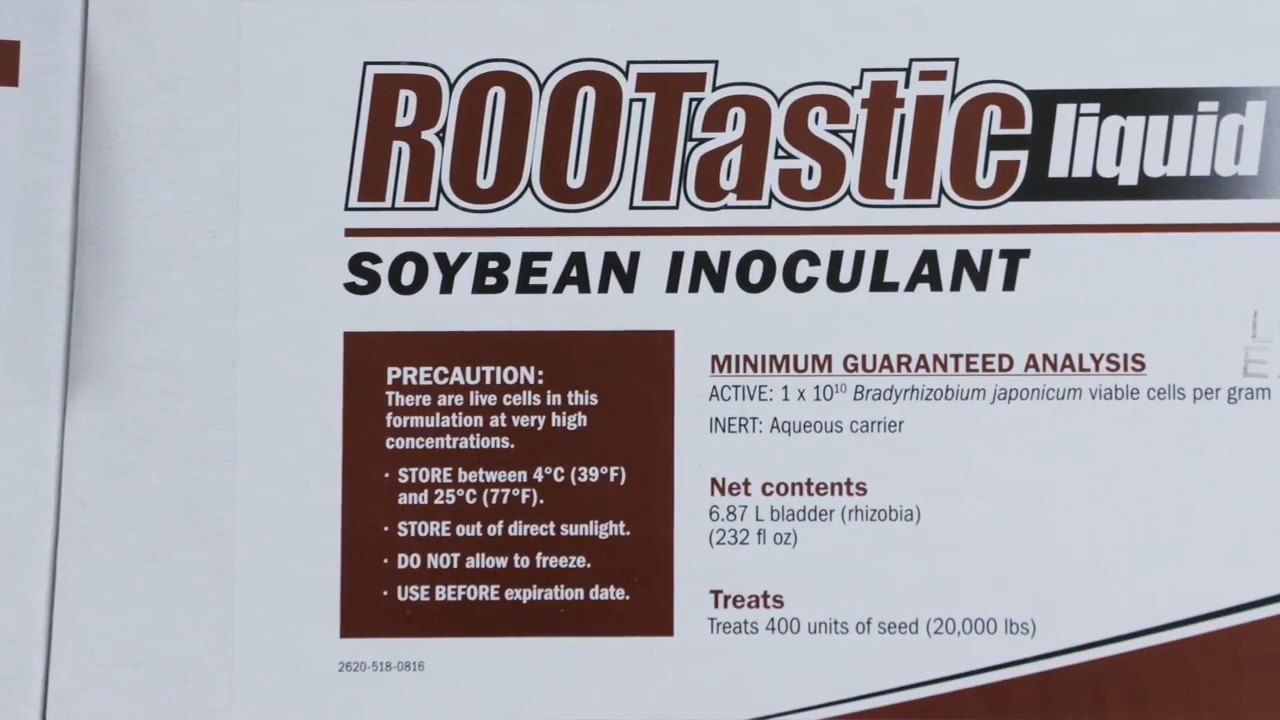 ROOTastic liquid
SOYBEAN INOCULANT
PRECAUTION:
There are live cells in this
formulation at very high
concentrations.
· STORE between 4°C (39°F)
and 25°C (77°F).
· STORE out of direct sunlight.
· DO NOT allow to freeze.
· USE BEFORE expiration date.
2620-518-0816
MINIMUM GUARANTEED ANALYSIS
ACTIVE: 1 x 10¹⁰ Bradyrhizobium japonicum viable cells per gram
INERT: Aqueous carrier
Net contents
6.87 L bladder (rhizobia)
(232 fl oz)
Treats
Treats 400 units of seed (20,000 lbs)